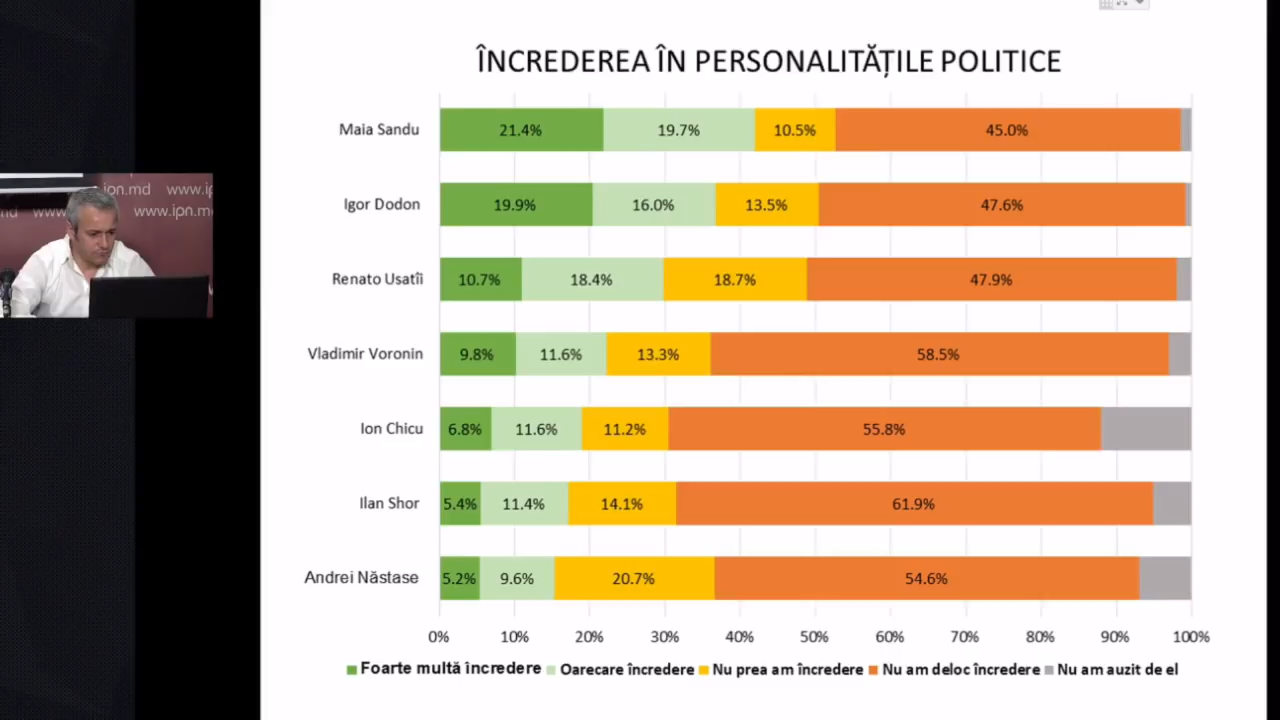 ÎNCREDEREA ÎN PERSONALITĂȚILE POLITICE
Maia Sandu 21.4% 19.7% 10.5% 45.0%
Igor Dodon 19.9% 16.0% 13.5% 47.6%
Renato Usatîi 10.7% 18.4% 18.7% 47.9%
Vladimir Voronin 9.8% 11.6% 13.3% 58.5%
Ion Chicu 6.8% 11.6% 11.2% 55.8%
Ilan Shor 5.4% 11.4% 14.1% 61.9%
Andrei Năstase 5.2% 9.6% 20.7% 54.6%
0% 10% 20% 30% 40% 50% 60% 70% 80% 90% 100%
Foarte multă încredere Oarecare încredere Nu prea am încredere Nu am deloc încredere Nu am auzit de el
ipn.md www.ip
md www. www.ipn.m